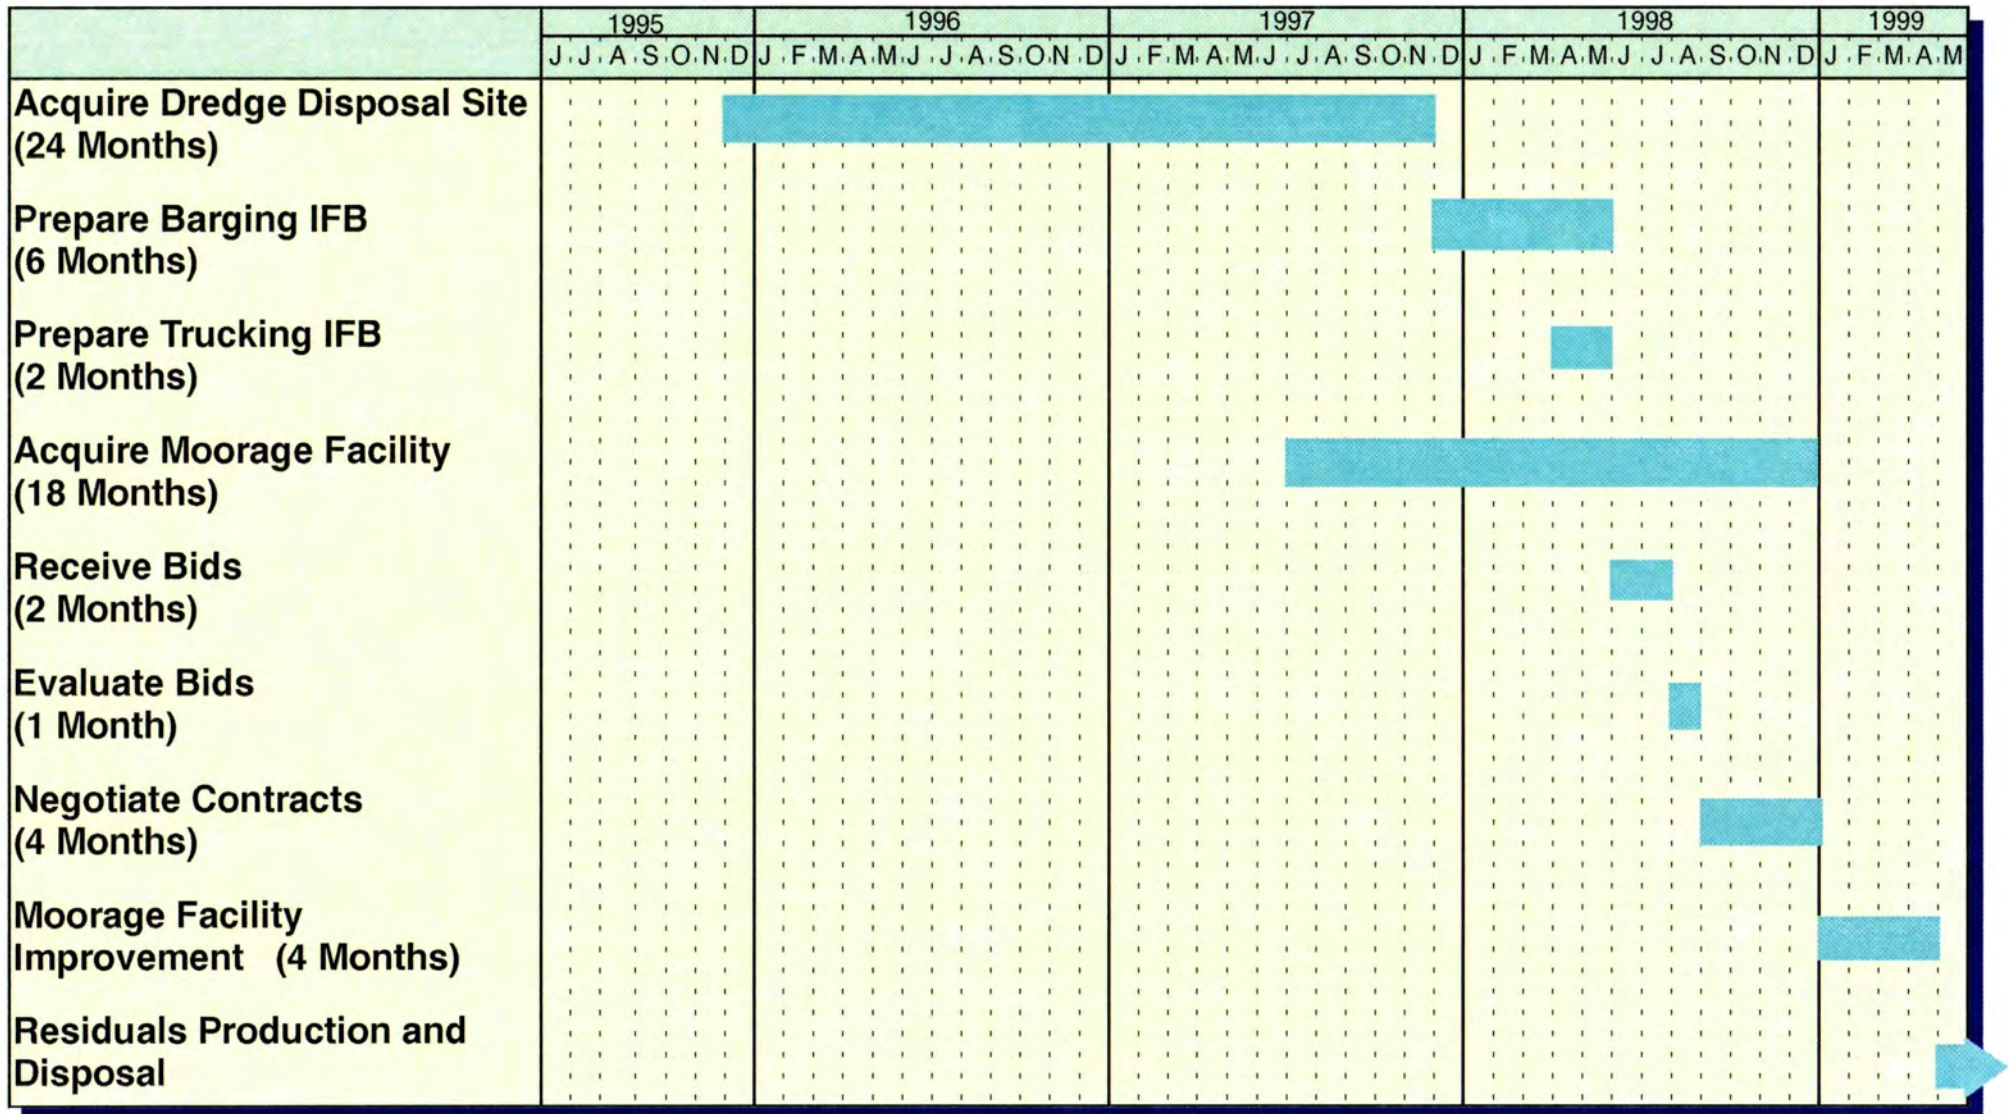 1995 1996 1997 1998 1999
J J A S O N D J F M A M J J A S O N D J F M A M J J A S O N D J F M A M J J A S O N D J F M A M
Acquire Dredge Disposal Site
(24 Months)
Prepare Barging IFB
(6 Months)
Prepare Trucking IFB
(2 Months)
Acquire Moorage Facility
(18 Months)
Receive Bids
(2 Months)
Evaluate Bids
(1 Month)
Negotiate Contracts
(4 Months)
Moorage Facility
Improvement (4 Months)
Residuals Production and
Disposal